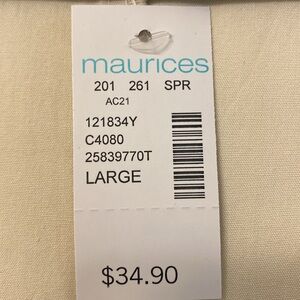 maurices
201 261 SPR
AC21
121834Y
C4080
25839770T
LARGE
$34.90